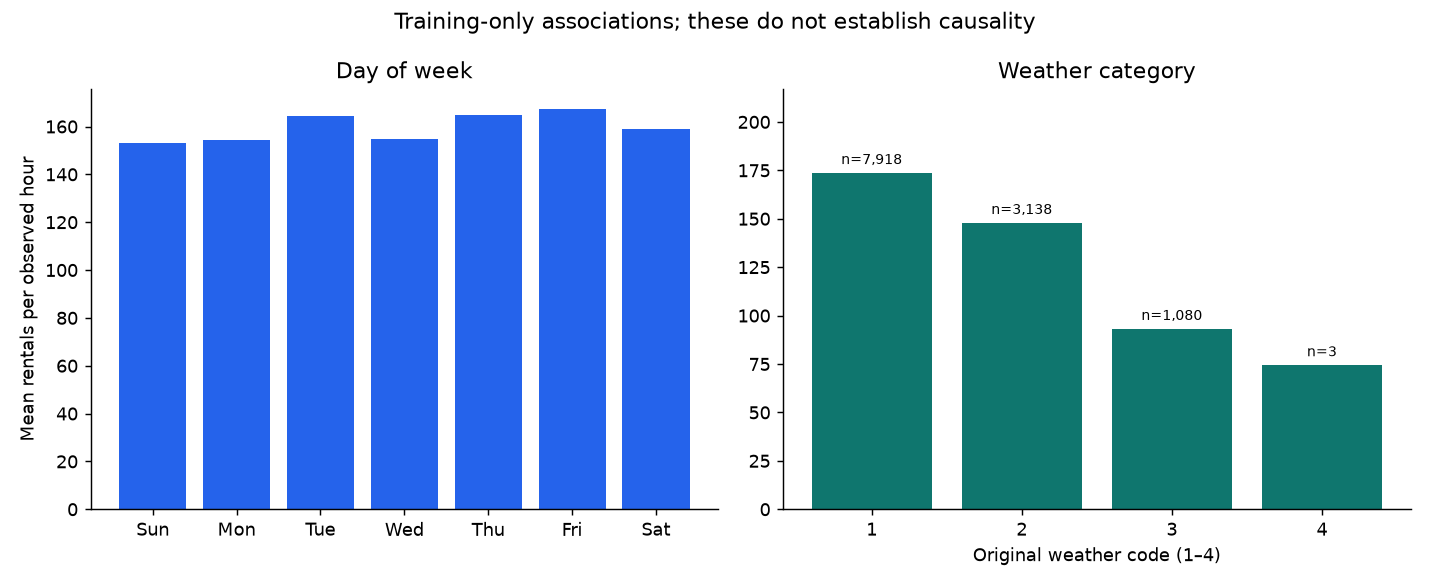 Training-only associations; these do not establish causality
Day of week
Mean rentals per observed hour
160
140
120
100
80
60
40
20
0
Sun Mon Tue Wed Thu Fri Sat
Weather category
200
175
150
125
100
75
50
25
0
n=7,918
n=3,138
n=1,080
n=3
1 2 3 4
Original weather code (1–4)